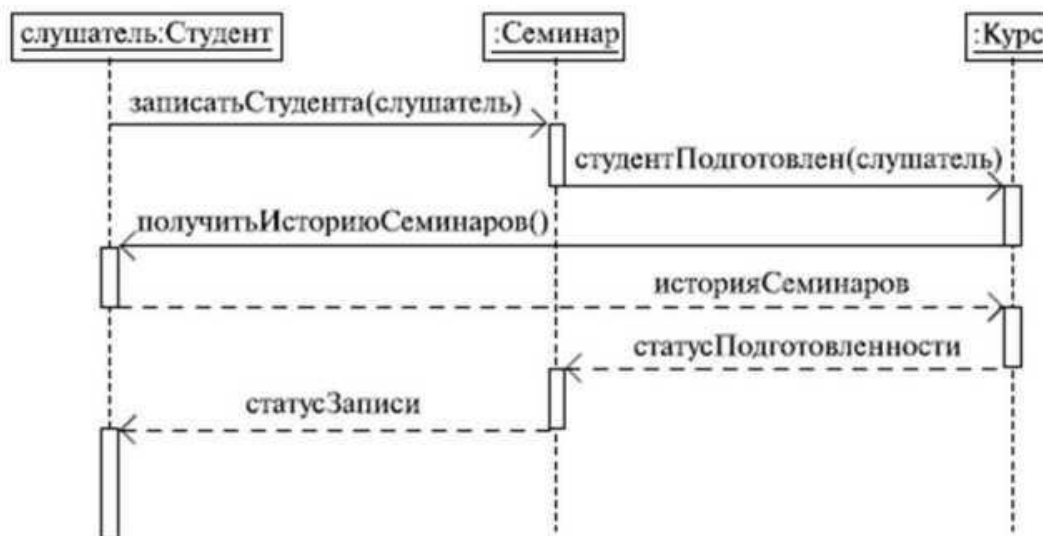 слушатель:Студент
:Семинар
:Курс
записатьСтудента(слушатель)
студентПодготовлен(слушатель)
получитьИсториюСеминаров()
историяСеминаров
статусПодготовленности
статусЗаписи